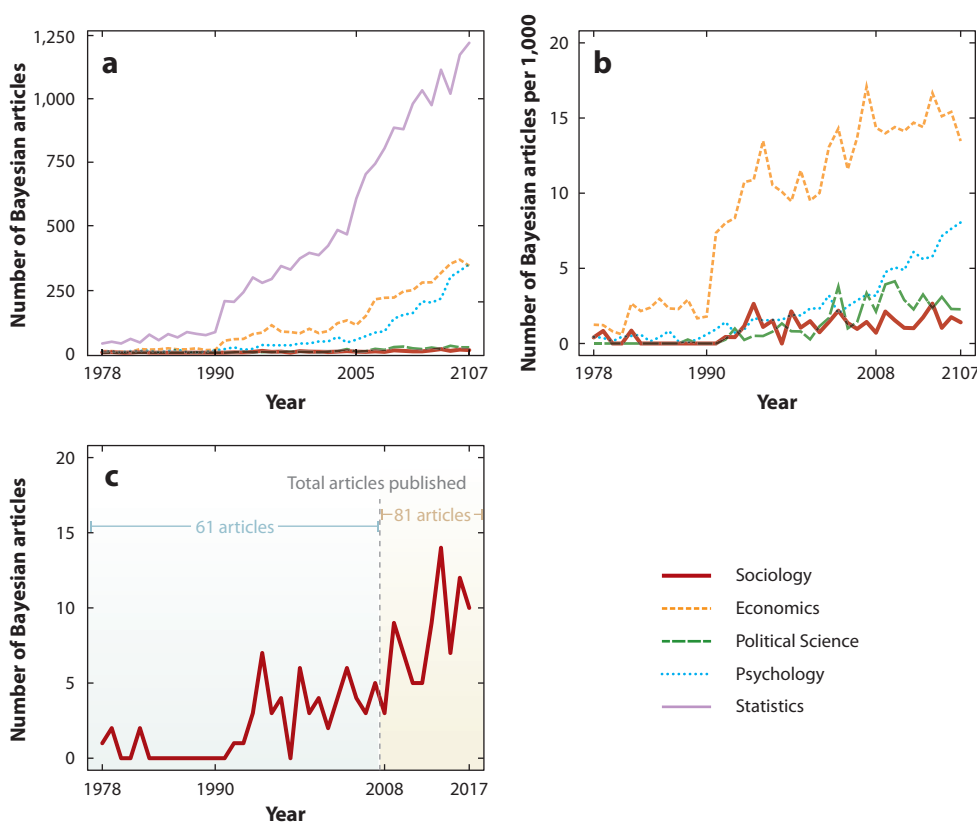 a
Number of Bayesian articles
1,250
1,000
750
500
250
0
1978
1990
2005
2107
Year
b
Number of Bayesian articles per 1,000
20
15
10
5
0
1978
1990
2008
2107
Year
c
Number of Bayesian articles
20
15
10
5
0
Total articles published
61 articles
81 articles
1978
1990
2008
2017
Year
Sociology
Economics
Political Science
Psychology
Statistics